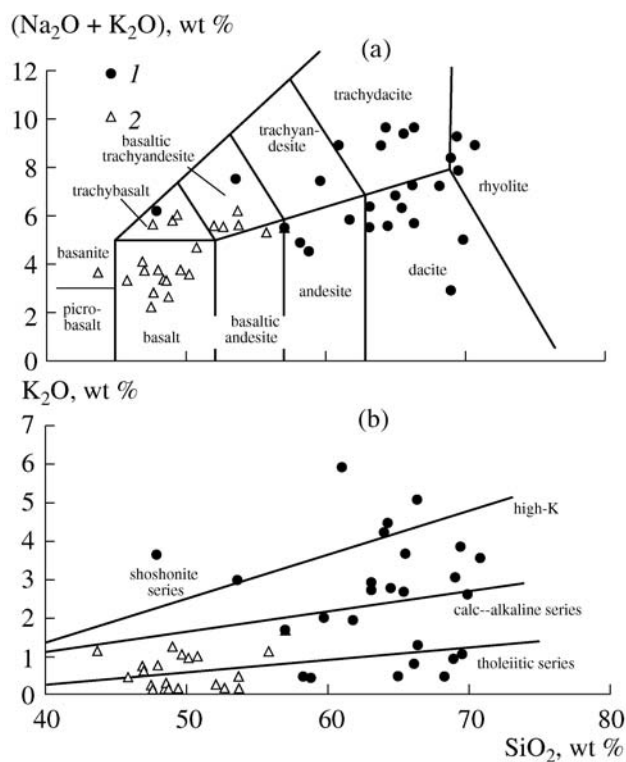 (Na₂O + K₂O), wt %
(a)
12
10
8
6
4
2
0
1
2
trachydacite
trachyan-
desite
basaltic
trachyandesite
trachybasalt
rhyolite
basanite
dacite
picro-
basalt
andesite
basalt
basaltic
andesite
K₂O, wt %
(b)
7
6
5
4
3
2
1
0
high-K
shoshonite
series
calc--alkaline series
tholeiitic series
40
50
60
70
80
SiO₂, wt %